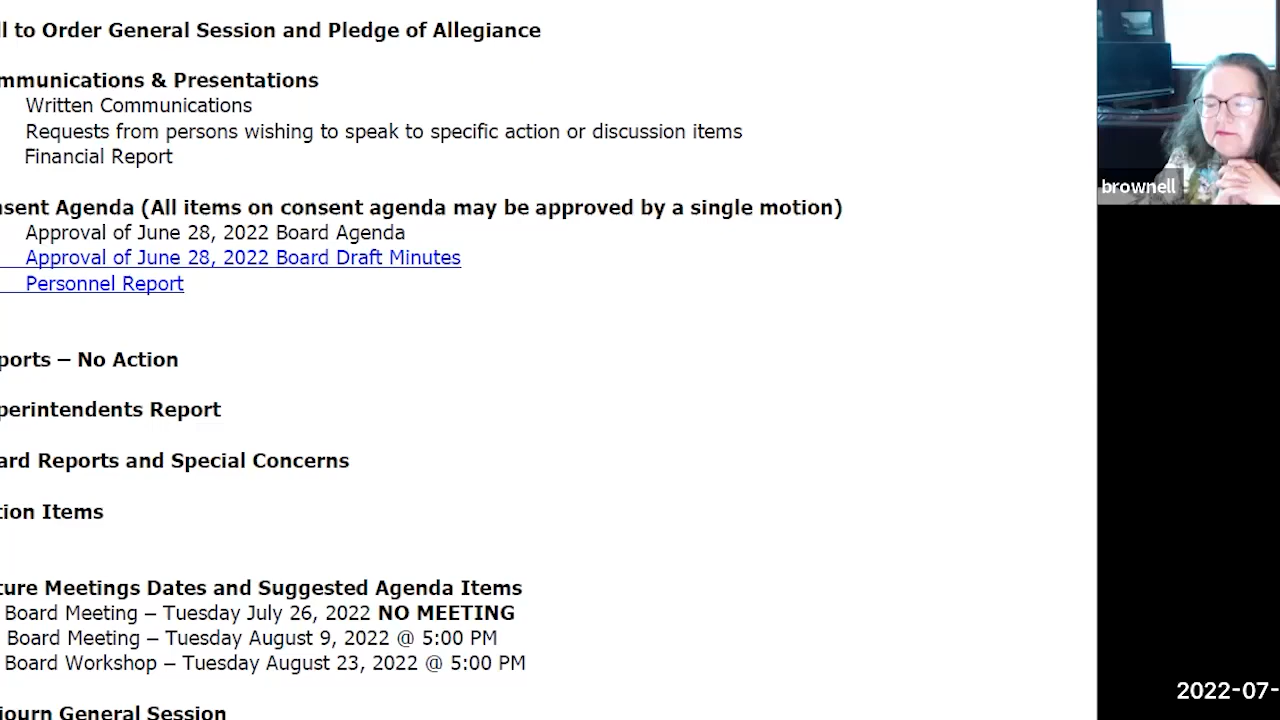 ll to Order General Session and Pledge of Allegiance
mmunications & Presentations
Written Communications
Requests from persons wishing to speak to specific action or discussion items
Financial Report
nsent Agenda (All items on consent agenda may be approved by a single motion)
Approval of June 28, 2022 Board Agenda
Approval of June 28, 2022 Board Draft Minutes
Personnel Report
ports – No Action
perintendents Report
ard Reports and Special Concerns
tion Items
ture Meetings Dates and Suggested Agenda Items
Board Meeting – Tuesday July 26, 2022 NO MEETING
Board Meeting – Tuesday August 9, 2022 @ 5:00 PM
Board Workshop – Tuesday August 23, 2022 @ 5:00 PM
journ General Session
brownell
2022-07-